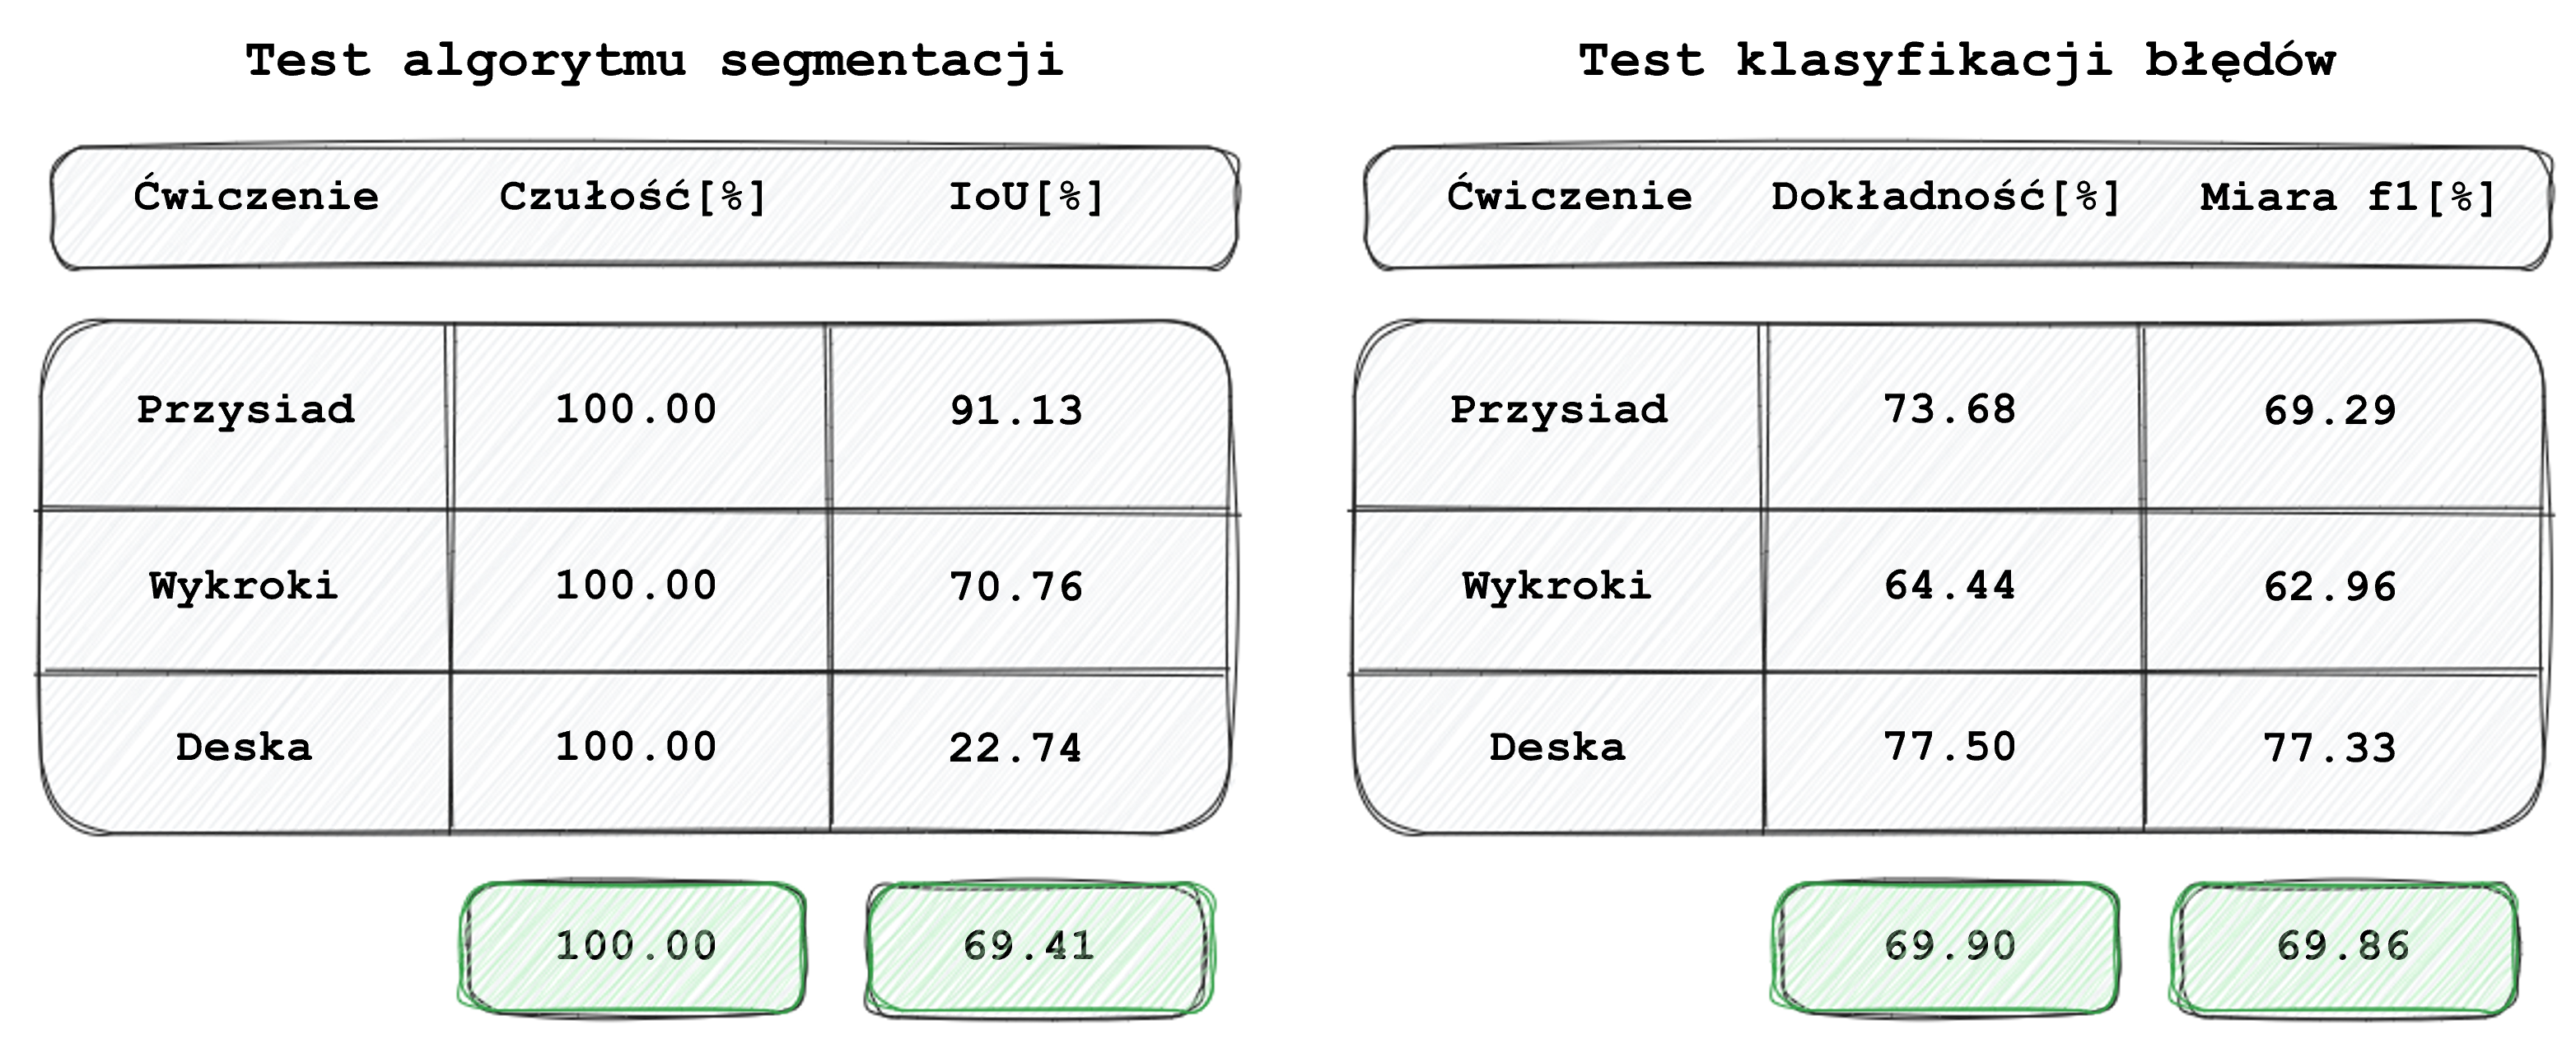 Test algorytmu segmentacji
Ćwiczenie Czułość[%] IoU[%]
Przysiad 100.00 91.13
Wykroki 100.00 70.76
Deska 100.00 22.74
100.00 69.41
Test klasyfikacji błędów
Ćwiczenie Dokładność[%] Miara f1[%]
Przysiad 73.68 69.29
Wykroki 64.44 62.96
Deska 77.50 77.33
69.90 69.86